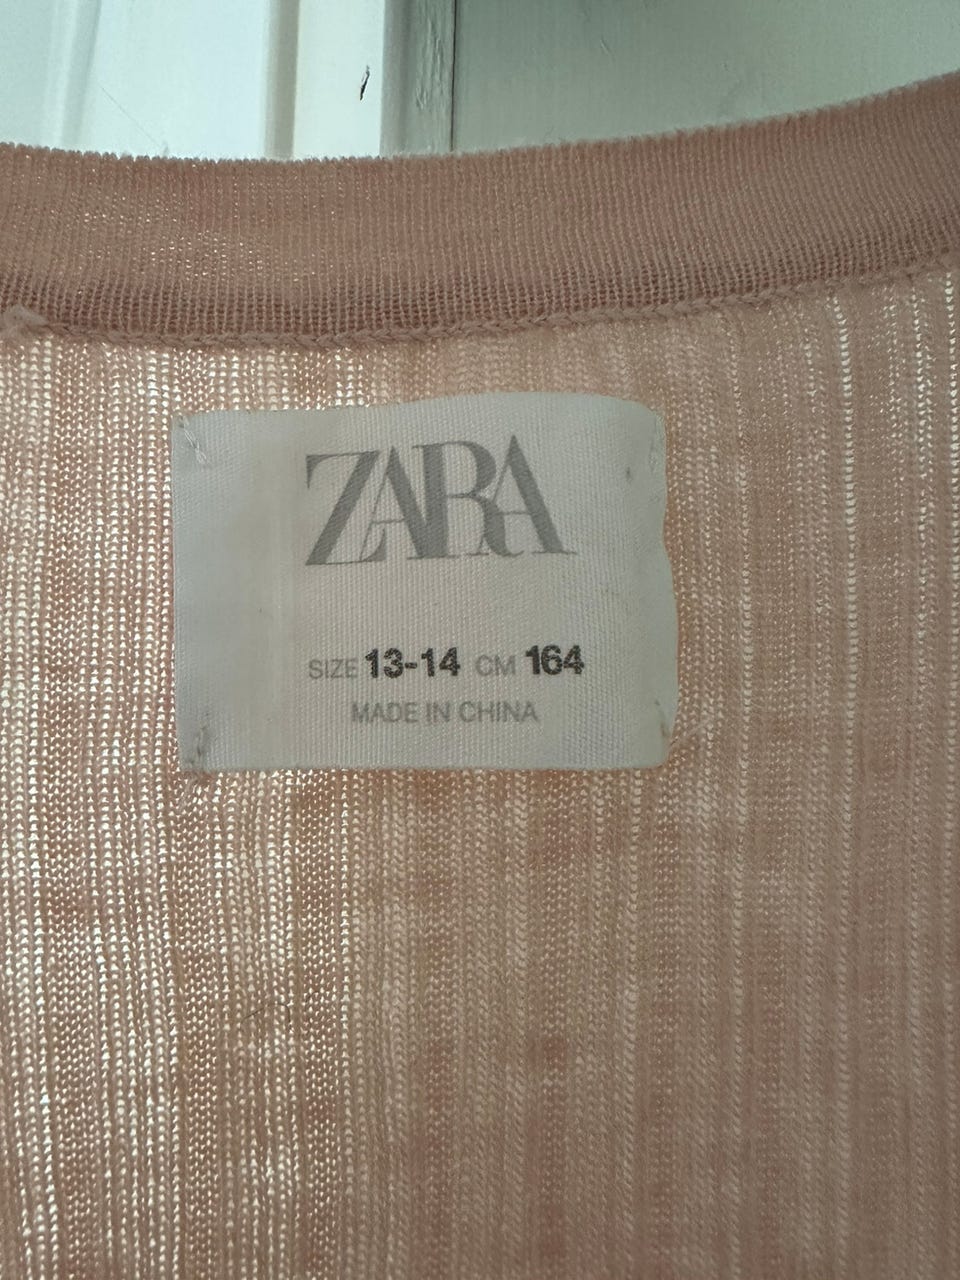 ZARA
SIZE 13-14 CM 164
MADE IN CHINA